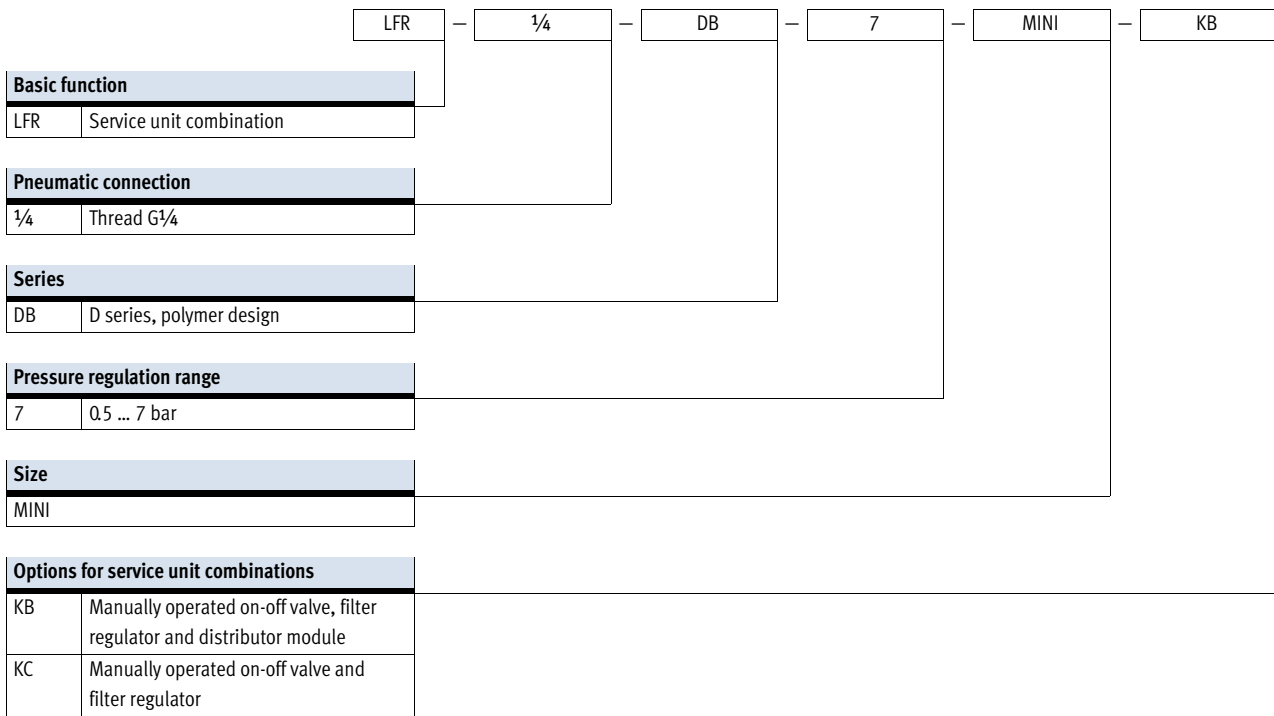 LFR – ¼ – DB – 7 – MINI – KB
Basic function
LFR Service unit combination
Pneumatic connection
¼ Thread G¼
Series
DB D series, polymer design
Pressure regulation range
7 0.5 ... 7 bar
Size
MINI
Options for service unit combinations
KB Manually operated on-off valve, filter
regulator and distributor module
KC Manually operated on-off valve and
filter regulator